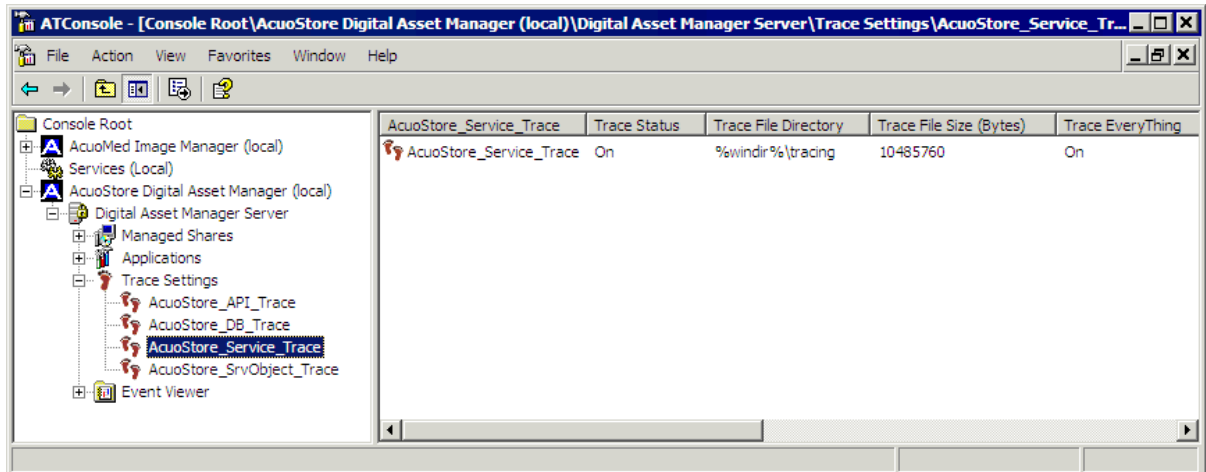 ATConsole - [Console Root\AcuoStore Digital Asset Manager (local)\Digital Asset Manager Server\Trace Settings\AcuoStore_Service_Tr...
File Action View Favorites Window Help
Console Root
AcuoMed Image Manager (local)
Services (Local)
AcuoStore Digital Asset Manager (local)
Digital Asset Manager Server
Managed Shares
Applications
Trace Settings
AcuoStore_API_Trace
AcuoStore_DB_Trace
AcuoStore_Service_Trace
AcuoStore_SrvObject_Trace
Event Viewer
AcuoStore_Service_Trace Trace Status Trace File Directory Trace File Size (Bytes) Trace EveryThing
AcuoStore_Service_Trace On %windir%\tracing 10485760 On